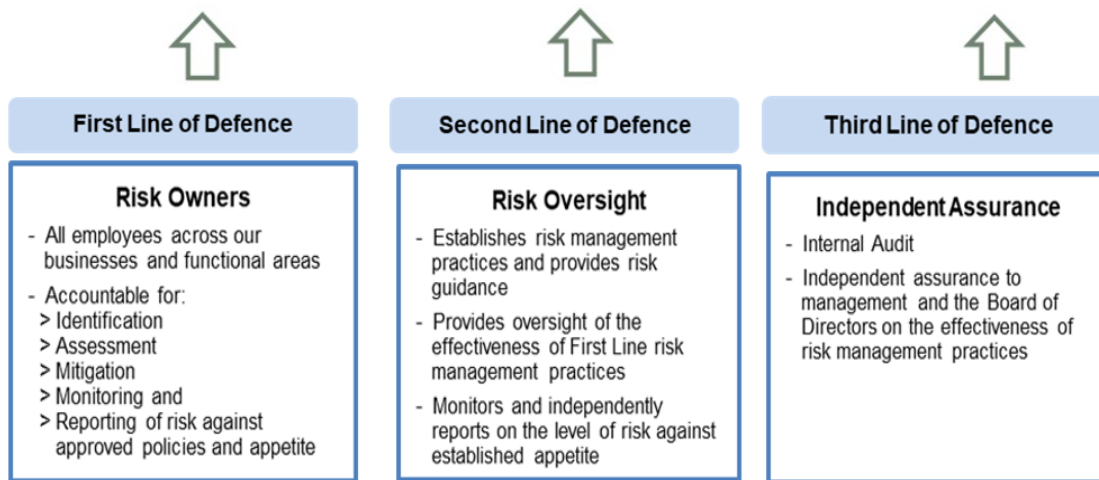 First Line of Defence
Risk Owners
- All employees across our
businesses and functional areas
- Accountable for:
> Identification
> Assessment
> Mitigation
> Monitoring and
> Reporting of risk against
approved policies and appetite
Second Line of Defence
Risk Oversight
- Establishes risk management
practices and provides risk
guidance
- Provides oversight of the
effectiveness of First Line risk
management practices
- Monitors and independently
reports on the level of risk against
established appetite
Third Line of Defence
Independent Assurance
- Internal Audit
- Independent assurance to
management and the Board of
Directors on the effectiveness of
risk management practices